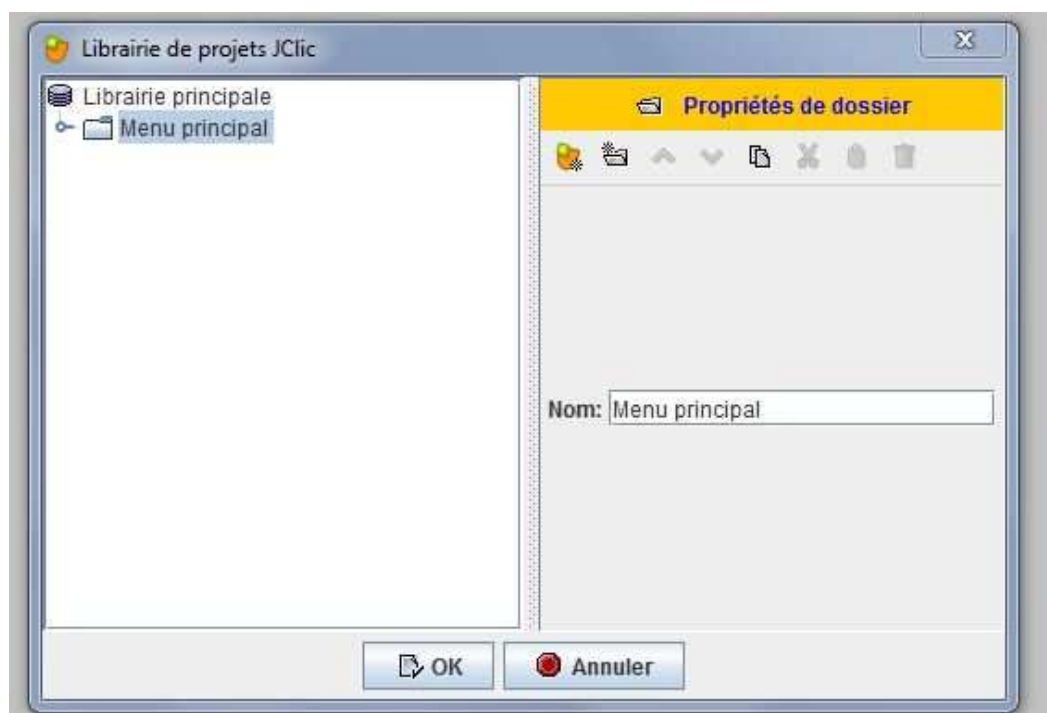 Librairie de projets JClic
Librairie principale
Menu principal
Propriétés de dossier
Nom: Menu principal
OK
Annuler